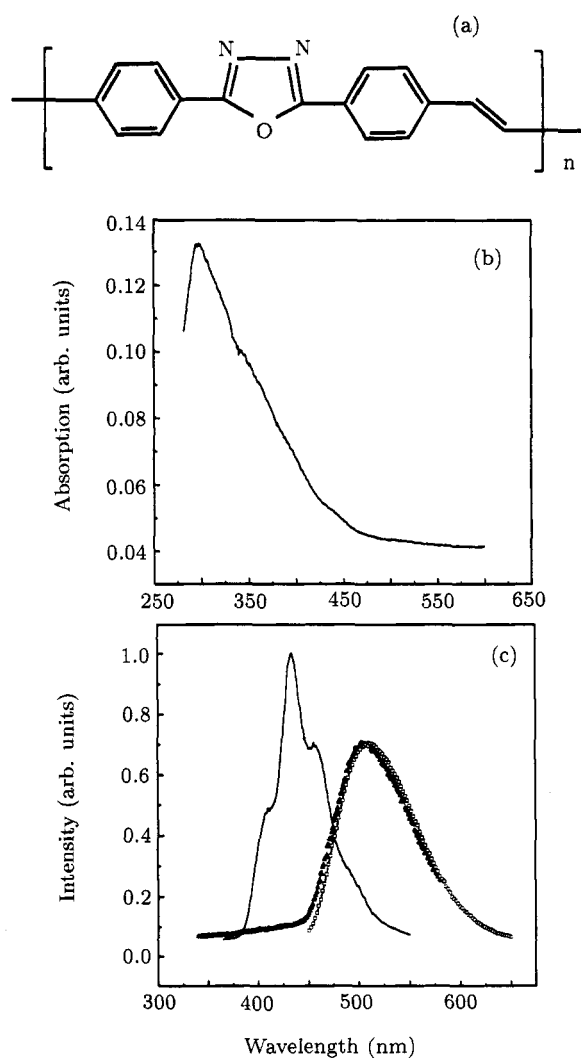 (a)
N N
O
n
(b)
Absorption (arb. units)
0.14
0.12
0.10
0.08
0.06
0.04
250 350 450 550 650
(c)
Intensity (arb. units)
1.0
0.8
0.6
0.4
0.2
0.0
300 400 500 600
Wavelength (nm)